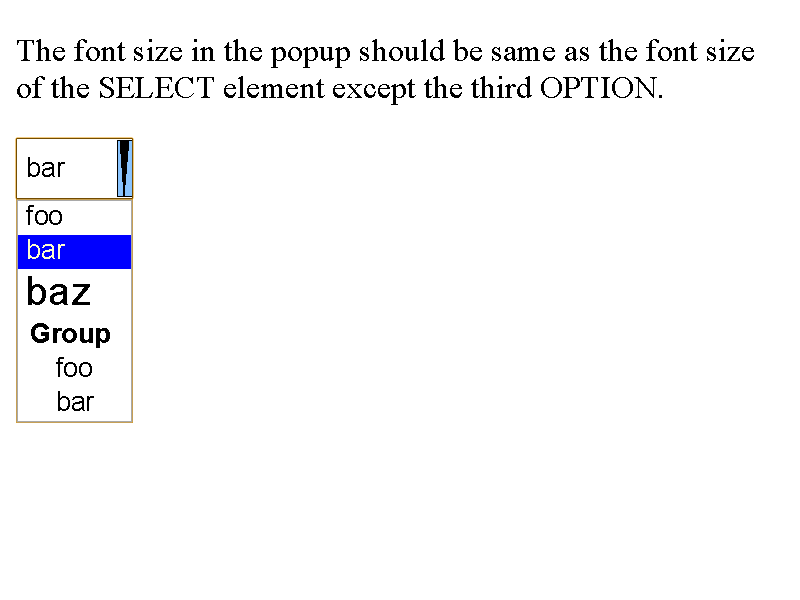 The font size in the popup should be same as the font size
of the SELECT element except the third OPTION.
bar
foo
bar
baz
Group
foo
bar